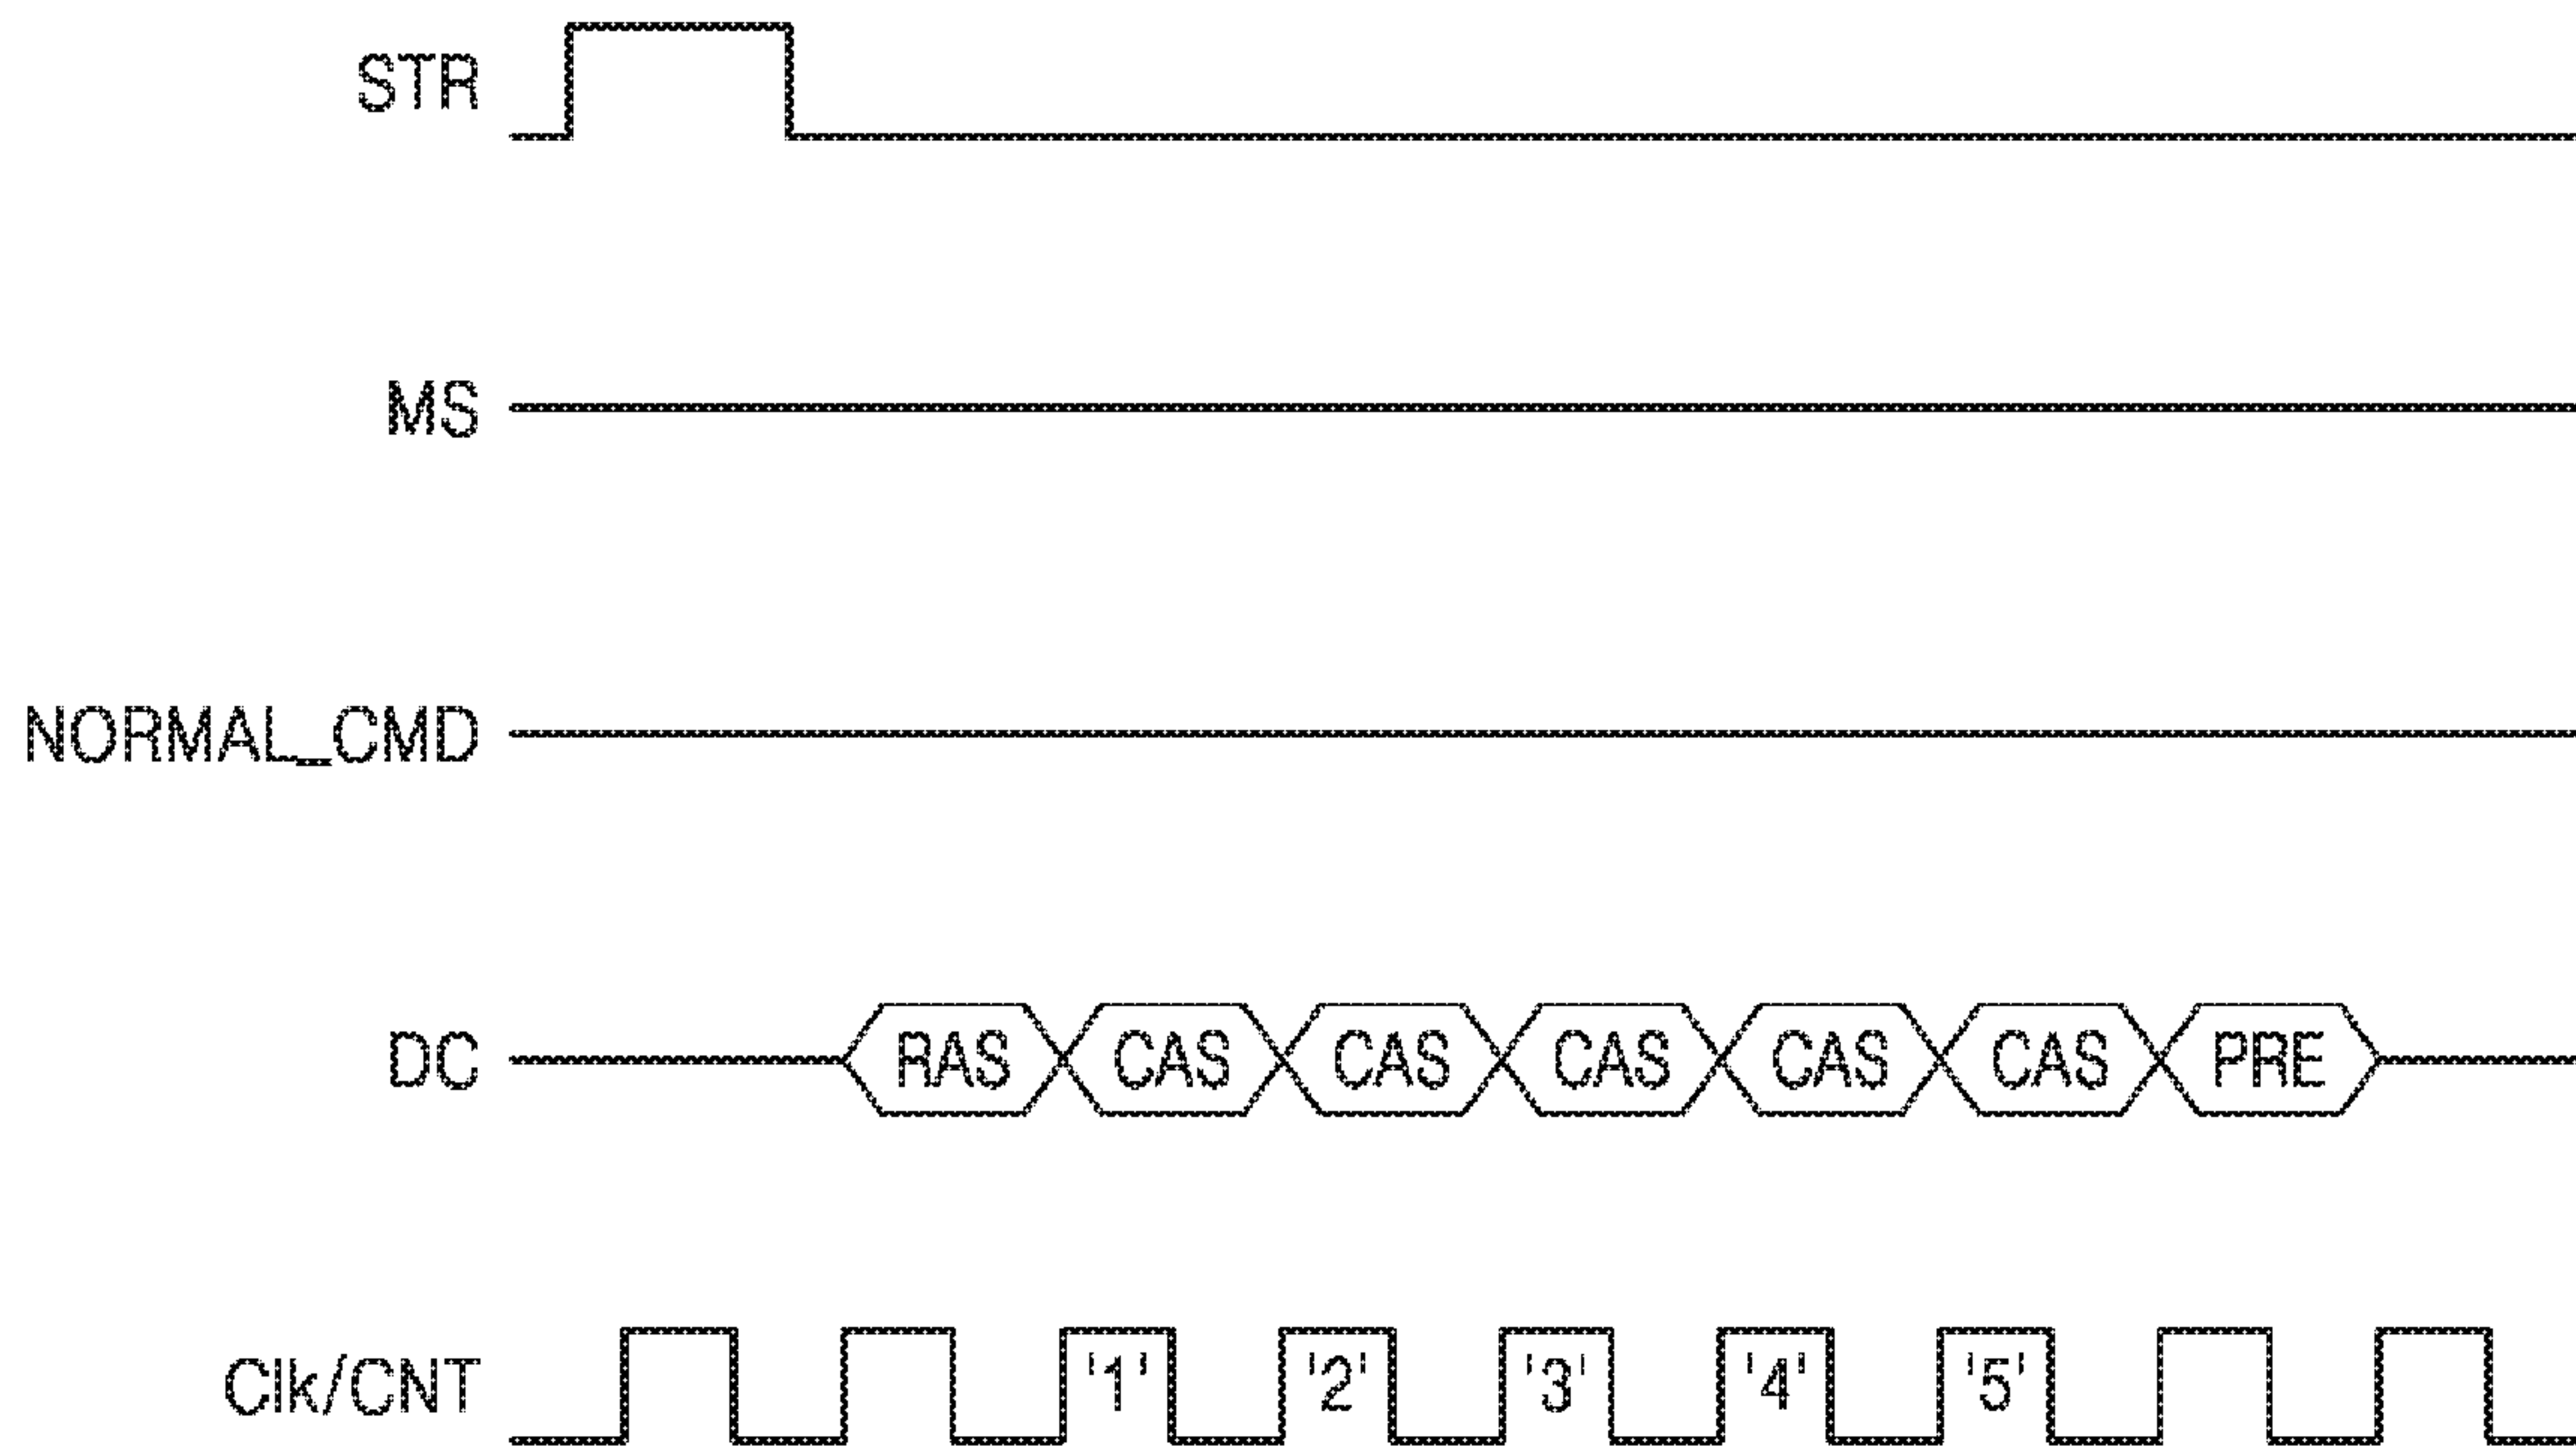 STR
MS
NORMAL_CMD
DC RAS CAS CAS CAS CAS CAS PRE
Clk/CNT '1' '2' '3' '4' '5'